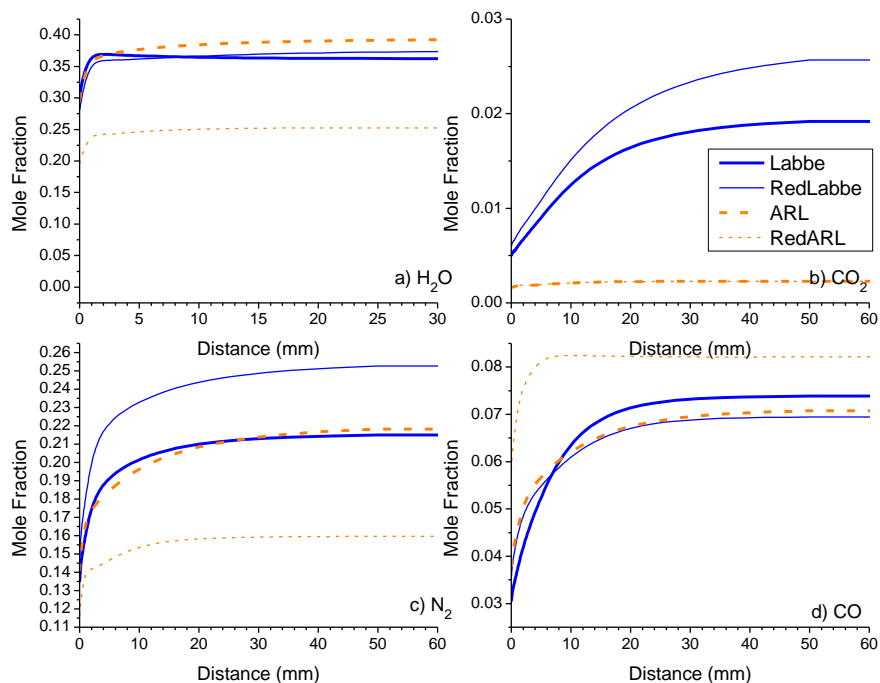 0.40
0.35
0.30
0.25
0.20
0.15
0.10
0.05
0.00
Mole Fraction
a) H₂O
0 5 10 15 20 25 30
Distance (mm)
0.03
0.02
0.01
0.00
Mole Fraction
Labbe
RedLabbe
ARL
RedARL
b) CO₂
0 10 20 30 40 50 60
Distance (mm)
0.26
0.25
0.24
0.23
0.22
0.21
0.20
0.19
0.18
0.17
0.16
0.15
0.14
0.13
0.12
0.11
Mole Fraction
c) N₂
0 10 20 30 40 50 60
Distance (mm)
0.08
0.07
0.06
0.05
0.04
0.03
Mole Fraction
d) CO
0 10 20 30 40 50 60
Distance (mm)